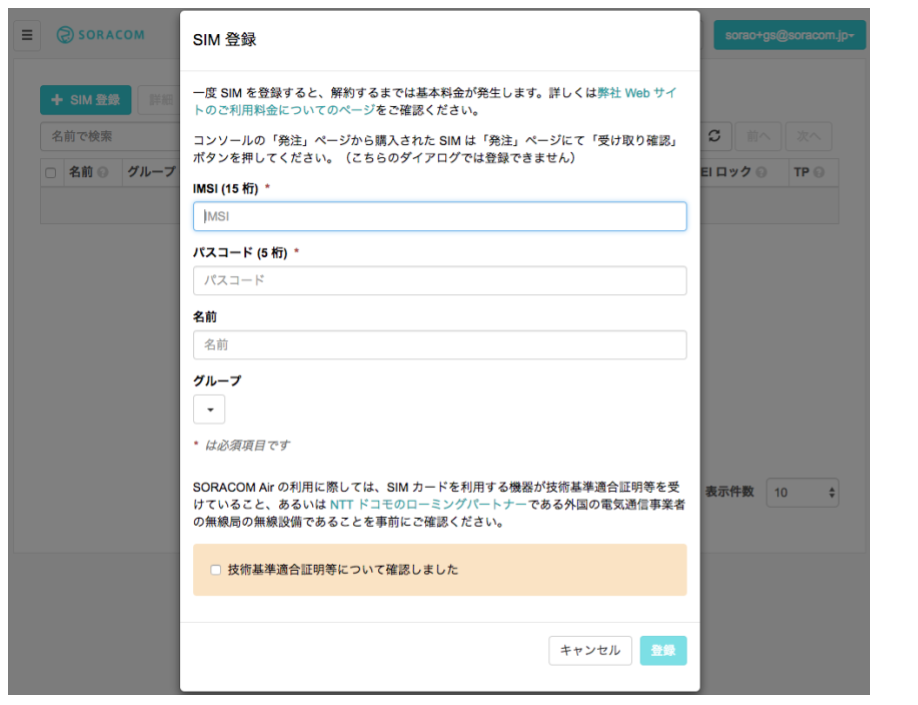 SORACOM
sorao+gs@soracom.jp
SIM 登録
詳細
名前で検索
前へ
次へ
名前
グループ
EI ロック
TP
表示件数
10
SIM 登録
一度 SIM を登録すると、解約するまでは基本料金が発生します。詳しくは弊社 Web サイ
トのご利用料金についてのページをご確認ください。
コンソールの「発注」ページから購入された SIM は「発注」ページにて「受け取り確認」
ボタンを押してください。（こちらのダイアログでは登録できません）
IMSI (15 桁) *
IMSI
パスコード (5 桁) *
パスコード
名前
名前
グループ
* は必須項目です
SORACOM Air の利用に際しては、SIM カードを利用する機器が技術基準適合証明等を受
けていること、あるいは NTT ドコモのローミングパートナーである外国の電気通信事業者
の無線局の無線設備であることを事前にご確認ください。
技術基準適合証明等について確認しました
キャンセル
登録